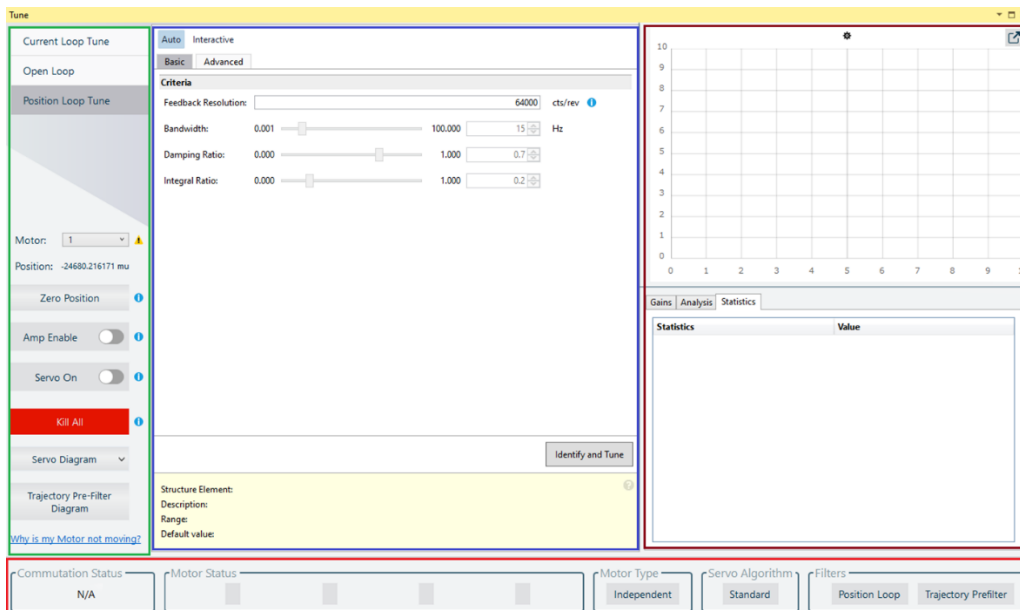 Tune
Current Loop Tune
Open Loop
Position Loop Tune
Motor: 1
Position: -24680.216171 mu
Zero Position
Amp Enable
Servo On
Kill All
Servo Diagram
Trajectory Pre-Filter
Diagram
Why is my Motor not moving?
Auto Interactive
Basic Advanced
Criteria
Feedback Resolution: 64000 cts/rev
Bandwidth: 0.001 100.000 15 Hz
Damping Ratio: 0.000 1.000 0.7
Integral Ratio: 0.000 1.000 0.2
Identify and Tune
Structure Element:
Description:
Range:
Default value:
10
9
8
7
6
5
4
3
2
1
0
0 1 2 3 4 5 6 7 8 9
Gains Analysis Statistics
Statistics Value
Commutation Status
N/A
Motor Status
Motor Type
Independent
Servo Algorithm
Standard
Filters
Position Loop Trajectory Prefilter